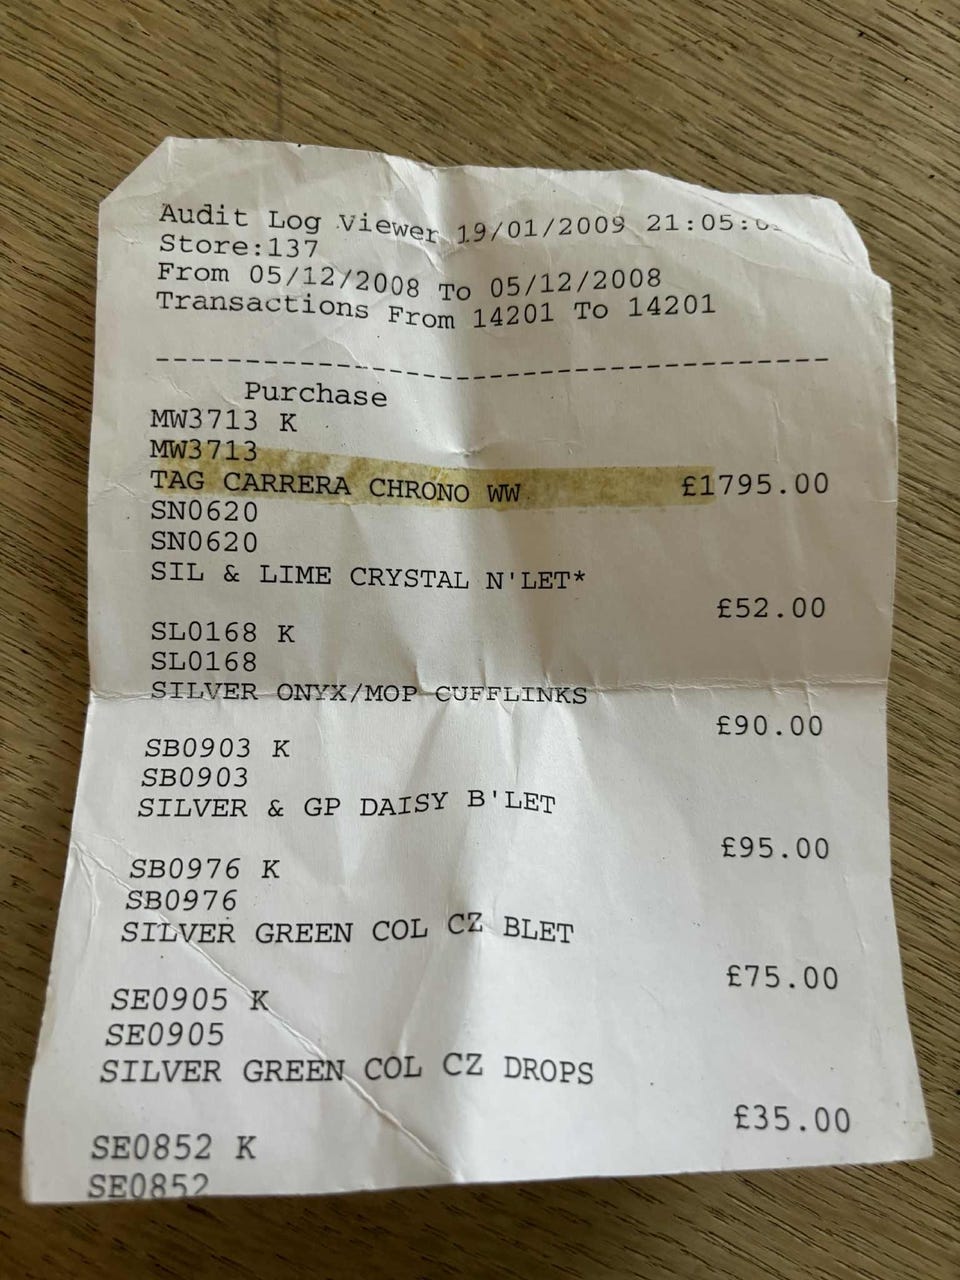 Audit Log Viewer 19/01/2009 21:05:0
Store:137
From 05/12/2008 To 05/12/2008
Transactions From 14201 To 14201
--------------------------------------
Purchase
MW3713 K
MW3713
TAG CARRERA CHRONO WW £1795.00
SN0620
SN0620
SIL & LIME CRYSTAL N'LET*
£52.00
SL0168 K
SL0168
SILVER ONYX/MOP CUFFLINKS
£90.00
SB0903 K
SB0903
SILVER & GP DAISY B'LET
£95.00
SB0976 K
SB0976
SILVER GREEN COL CZ BLET
£75.00
SE0905 K
SE0905
SILVER GREEN COL CZ DROPS
£35.00
SE0852 K
SE0852